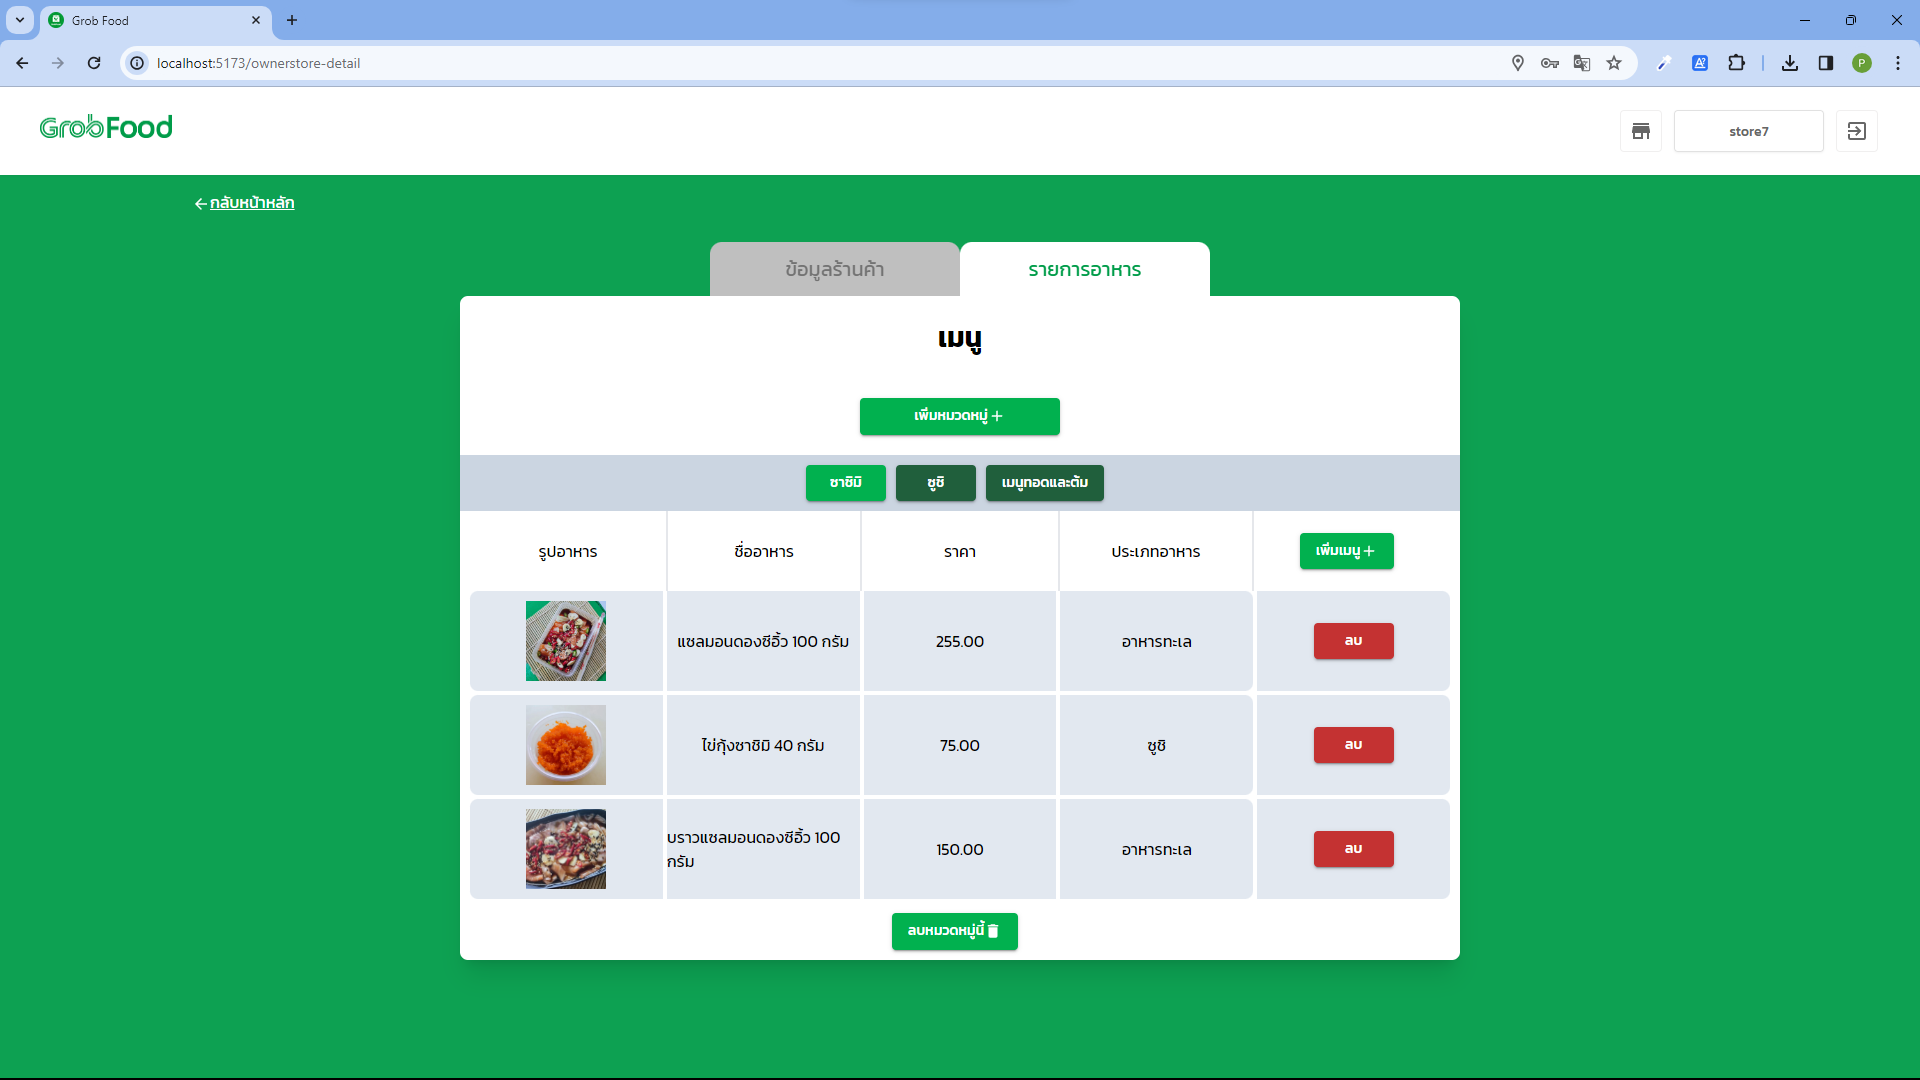 Grob Food
localhost:5173/ownerstore-detail
P
GrobFood
store7
กลับหน้าหลัก
ข้อมูลร้านค้า
รายการอาหาร
เมนู
เพิ่มหมวดหมู่
ซาชิมิ
ซูชิ
เมนูทอดและต้ม
รูปอาหาร
ชื่ออาหาร
ราคา
ประเภทอาหาร
เพิ่มเมนู
แซลมอนดองซีอิ้ว 100 กรัม
255.00
อาหารทะเล
ลบ
ไข่กุ้งซาชิมิ 40 กรัม
75.00
ซูชิ
ลบ
บราวแซลมอนดองซีอิ้ว 100
กรัม
150.00
อาหารทะเล
ลบ
ลบหมวดหมู่นี้